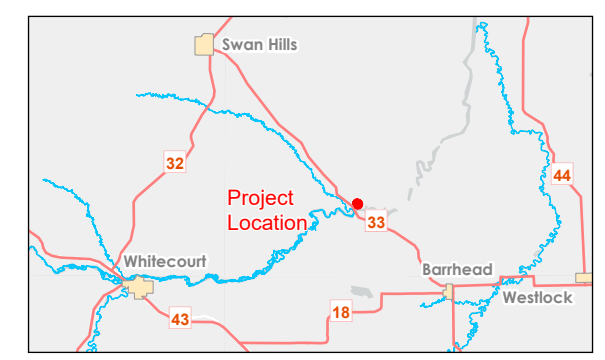 Swan Hills
32
44
Project
Location
33
Whitecourt
Barrhead
Westlock
18
43